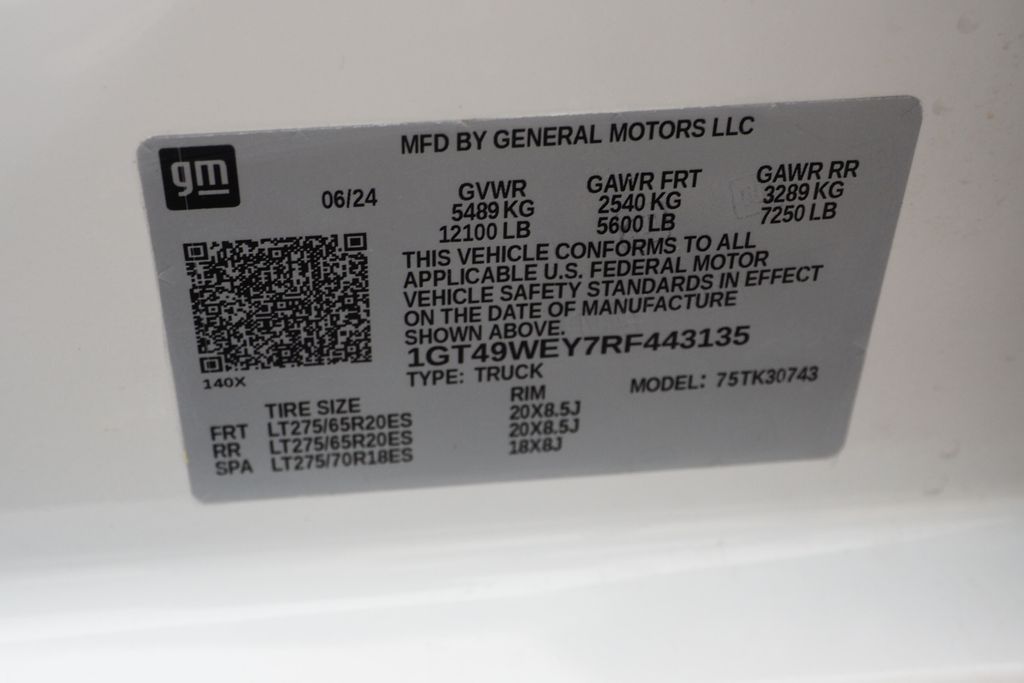 MFD BY GENERAL MOTORS LLC
gm
06/24
GVWR
5489 KG
12100 LB
GAWR FRT
2540 KG
5600 LB
GAWR RR
3289 KG
7250 LB
THIS VEHICLE CONFORMS TO ALL
APPLICABLE U.S. FEDERAL MOTOR
VEHICLE SAFETY STANDARDS IN EFFECT
ON THE DATE OF MANUFACTURE
SHOWN ABOVE.
1GT49WEY7RF443135
TYPE: TRUCK
MODEL: 75TK30743
140X
TIRE SIZE RIM
FRT LT275/65R20ES 20X8.5J
RR LT275/65R20ES 20X8.5J
SPA LT275/70R18ES 18X8J